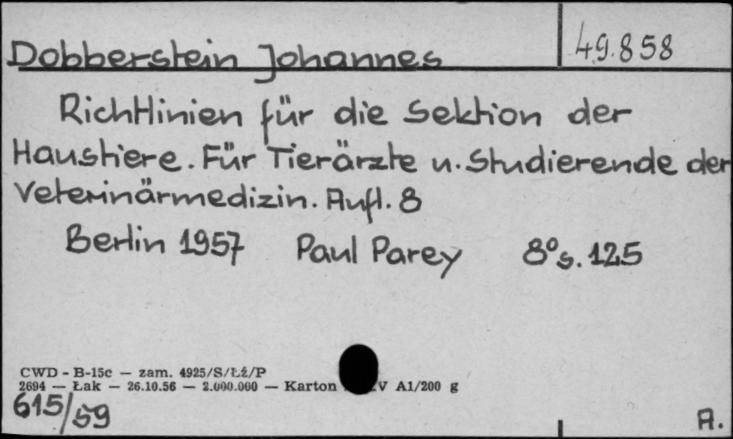 Dobberstein Johannes
49.858
Richtlinien für die Sektion der
Haustiere. Für Tierärzte u. Studierende der
Veterinärmedizin. Aufl. 8
Berlin 1957 Paul Parey 8° s. 125
CWD - B-15c — zam. 4925/S/Łź/P
2694 — Łak — 26.10.56 — 2.000.000 — Karton V A1/200 g
615/59
A.